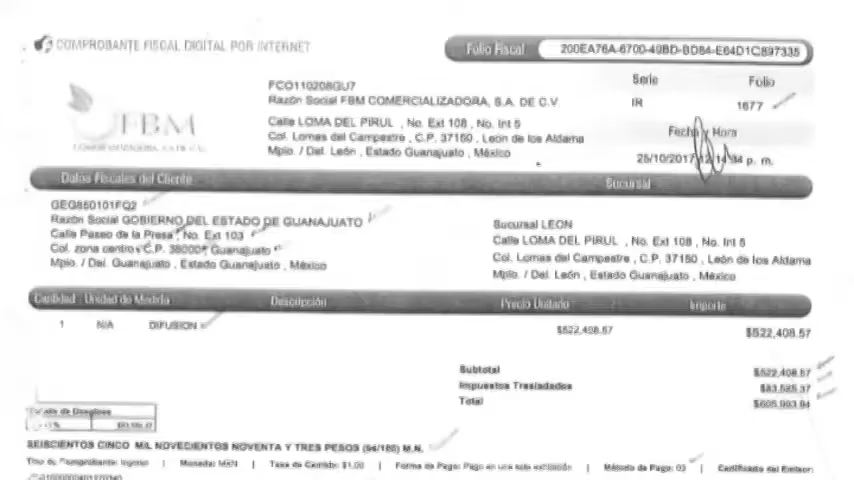 COMPROBANTE FISCAL DIGITAL POR INTERNET
Folio Fiscal 200EA76A-6700-49BD-BD84-E64D1C897335
FBM
FCO110208GU7
Razón Social FBM COMERCIALIZADORA, S.A. DE C.V.
Calle LOMA DEL PIRUL , No. Ext 108 , No. Int 5
Col. Lomas del Campestre , C.P. 37150 , León de los Aldama
Mpio. / Del. León , Estado Guanajuato , México
Serie Folio
IR 1677
Fecha y Hora
25/10/2017 12:14:34 p. m.
Datos Fiscales del Cliente
Sucursal
GEG850101FQ2
Razón Social GOBIERNO DEL ESTADO DE GUANAJUATO
Calle Paseo de la Presa , No. Ext 103
Col. zona centro , C.P. 36000 , Guanajuato
Mpio. / Del. Guanajuato , Estado Guanajuato , México
Sucursal LEON
Calle LOMA DEL PIRUL , No. Ext 108 , No. Int 5
Col. Lomas del Campestre , C.P. 37150 , León de los Aldama
Mpio. / Del. León , Estado Guanajuato , México
Cantidad Unidad de Medida Descripción Precio Unitario Importe
1 N/A DIFUSION $522,408.57 $522,408.57
Subtotal $522,408.57
Impuestos Trasladados $83,585.37
Total $605,993.94
de Desglose
SEISCIENTOS CINCO MIL NOVECIENTOS NOVENTA Y TRES PESOS (94/100) M.N.
Tipo de Comprobante: Ingreso | Moneda: MXN | Tasa de Cambio: $1.00 | Forma de Pago: Pago en una sola exhibición | Método de Pago: 03 | Certificado del Emisor: